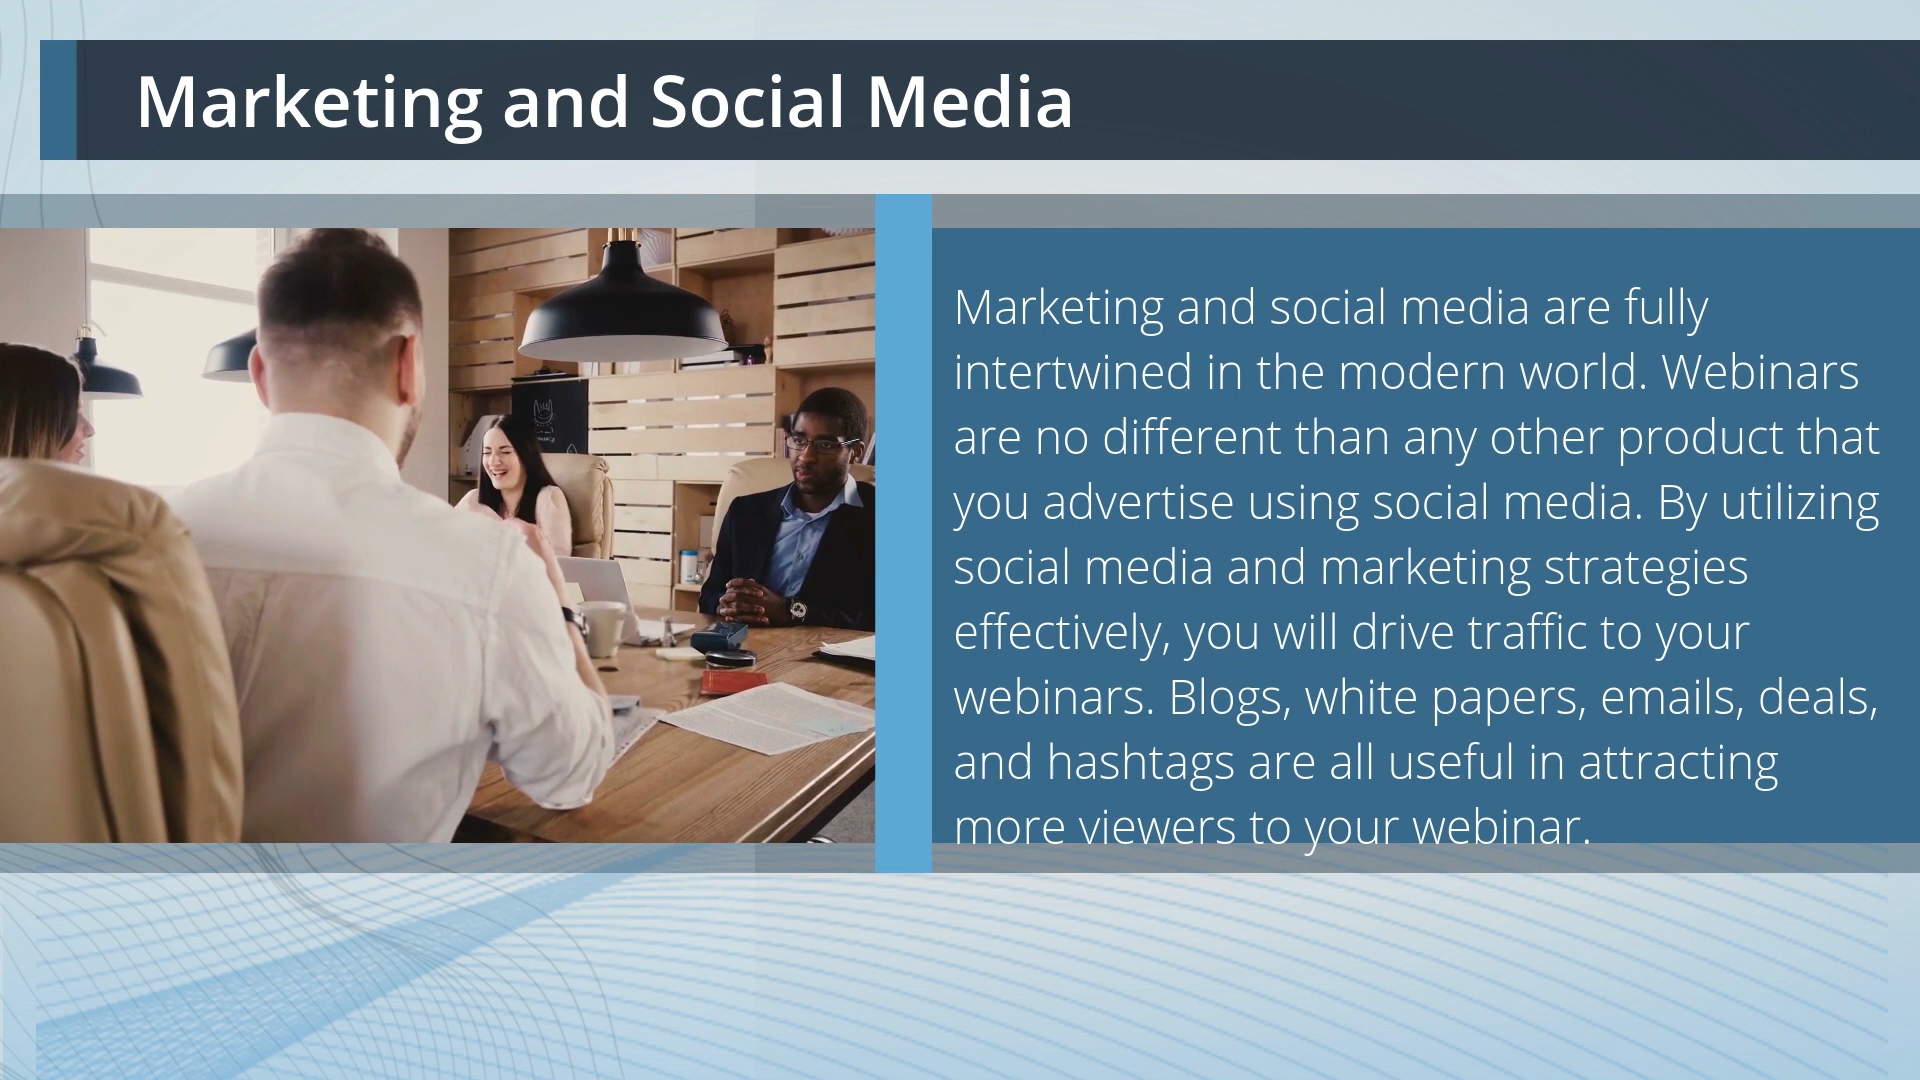 Marketing and Social Media
Marketing and social media are fully
intertwined in the modern world. Webinars
are no different than any other product that
you advertise using social media. By utilizing
social media and marketing strategies
effectively, you will drive traffic to your
webinars. Blogs, white papers, emails, deals,
and hashtags are all useful in attracting
more viewers to your webinar.